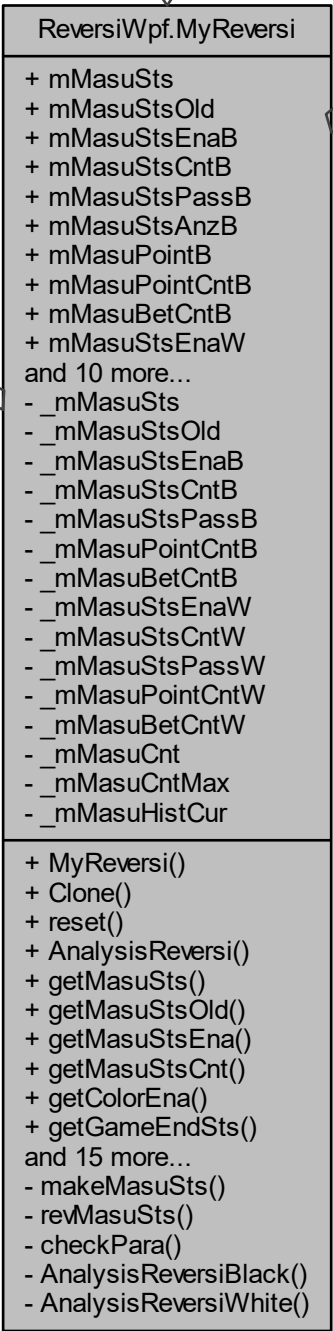 ReversiWpf.MyReversi
+ mMasuSts
+ mMasuStsOld
+ mMasuStsEnaB
+ mMasuStsCntB
+ mMasuStsPassB
+ mMasuStsAnzB
+ mMasuPointB
+ mMasuPointCntB
+ mMasuBetCntB
+ mMasuStsEnaW
and 10 more...
- _mMasuSts
- _mMasuStsOld
- _mMasuStsEnaB
- _mMasuStsCntB
- _mMasuStsPassB
- _mMasuPointCntB
- _mMasuBetCntB
- _mMasuStsEnaW
- _mMasuStsCntW
- _mMasuStsPassW
- _mMasuPointCntW
- _mMasuBetCntW
- _mMasuCnt
- _mMasuCntMax
- _mMasuHistCur
+ MyReversi()
+ Clone()
+ reset()
+ AnalysisReversi()
+ getMasuSts()
+ getMasuStsOld()
+ getMasuStsEna()
+ getMasuStsCnt()
+ getColorEna()
+ getGameEndSts()
and 15 more...
- makeMasuSts()
- revMasuSts()
- checkPara()
- AnalysisReversiBlack()
- AnalysisReversiWhite()